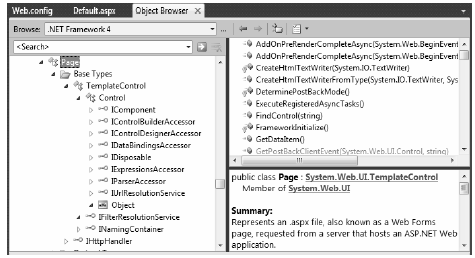 Web.config
Default.aspx
Object Browser
Browse: .NET Framework 4
...
<Search>
Page
Base Types
TemplateControl
Control
IComponent
IControlBuilderAccessor
IControlDesignerAccessor
IDataBindingsAccessor
IDisposable
IExpressionsAccessor
IParserAccessor
IUrlResolutionService
Object
IFilterResolutionService
INamingContainer
IHttpHandler
AddOnPreRenderCompleteAsync(System.Web.BeginEvent
AddOnPreRenderCompleteAsync(System.Web.BeginEvent
CreateHtmlTextWriter(System.IO.TextWriter)
CreateHtmlTextWriterFromType(System.IO.TextWriter, Sys
DeterminePostBackMode()
ExecuteRegisteredAsyncTasks()
FindControl(string)
FrameworkInitialize()
GetDataItem()
GetPostBackClientEvent(System.Web.UI.Control, string)
public class Page : System.Web.UI.TemplateControl
Member of System.Web.UI
Summary:
Represents an .aspx file, also known as a Web Forms
page, requested from a server that hosts an ASP.NET Web
application.